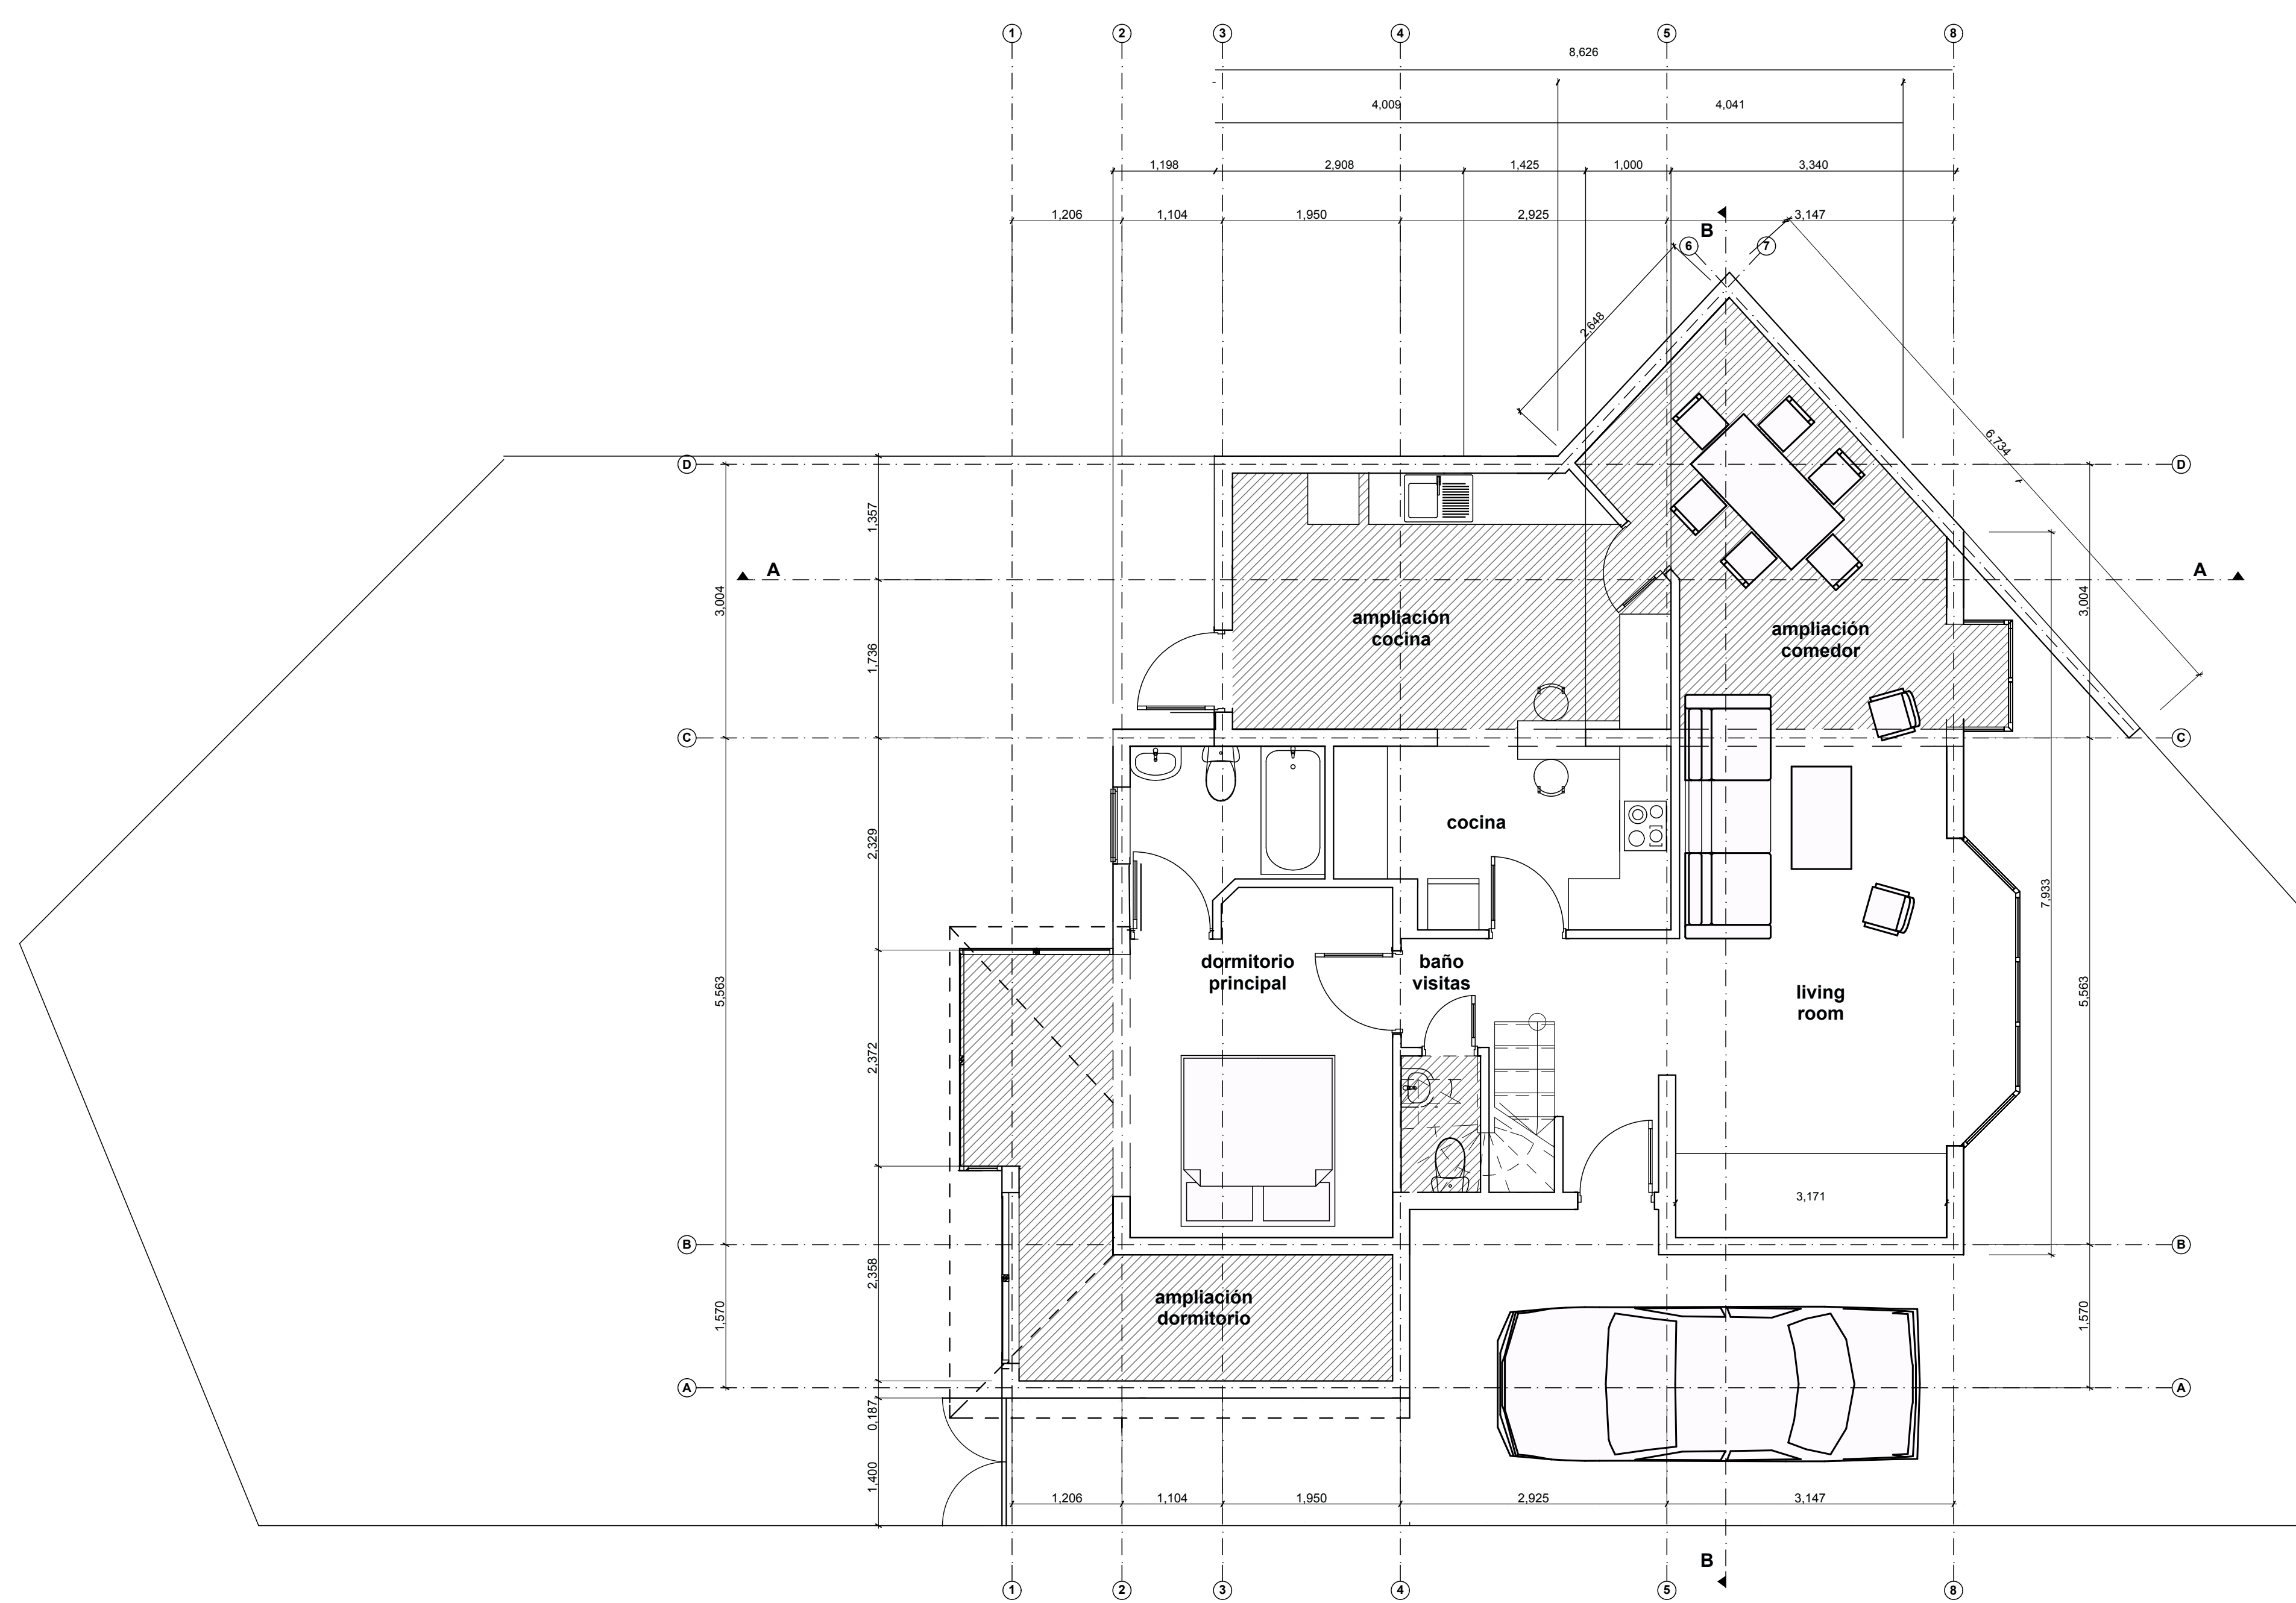 1 2 3 4 5 8
8,626
4,009 4,041
1,198 2,908 1,425 1,000 3,340
1,206 1,104 1,950 2,925 3,147
B
6 7
2,648
6,734
D D
1,357
A A
3,004 3,004
ampliación
cocina
ampliación
comedor
1,736
C C
cocina
2,329
7,933
dormitorio
principal
baño
visitas
living
room
5,563 5,563
2,372
3,171
B B
2,358
ampliación
dormitorio
1,570 1,570
A A
0,187
1,400
1,206 1,104 1,950 2,925 3,147
B
1 2 3 4 5 8